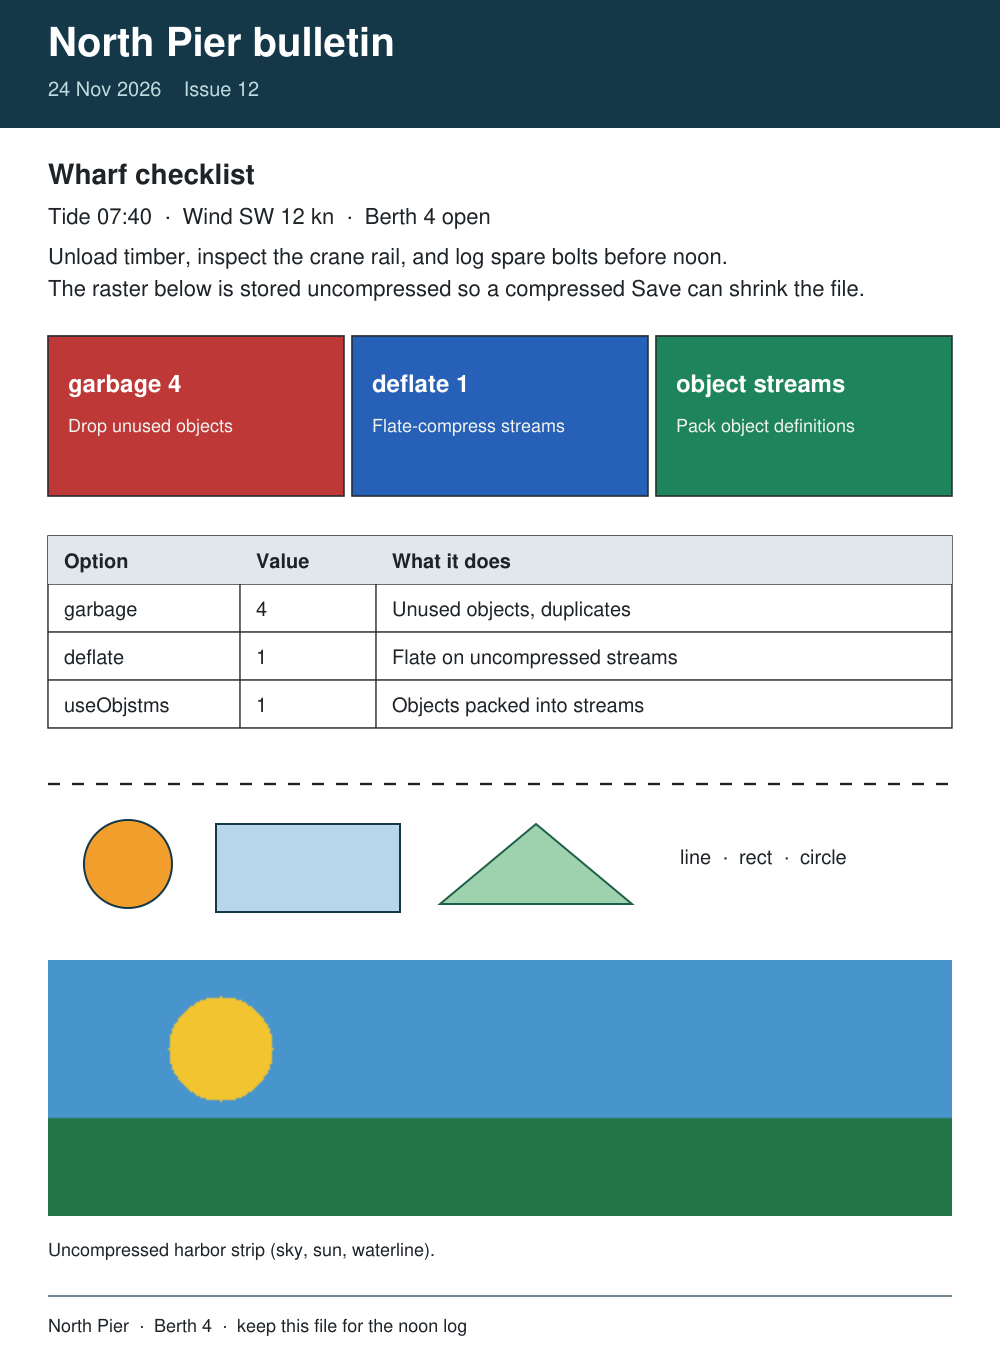 North Pier bulletin
24 Nov 2026 Issue 12
Wharf checklist
Tide 07:40 · Wind SW 12 kn · Berth 4 open
Unload timber, inspect the crane rail, and log spare bolts before noon.
The raster below is stored uncompressed so a compressed Save can shrink the file.
garbage 4
Drop unused objects
deflate 1
Flate-compress streams
object streams
Pack object definitions
Option Value What it does
garbage 4 Unused objects, duplicates
deflate 1 Flate on uncompressed streams
useObjstms 1 Objects packed into streams
line · rect · circle
Uncompressed harbor strip (sky, sun, waterline).
North Pier · Berth 4 · keep this file for the noon log